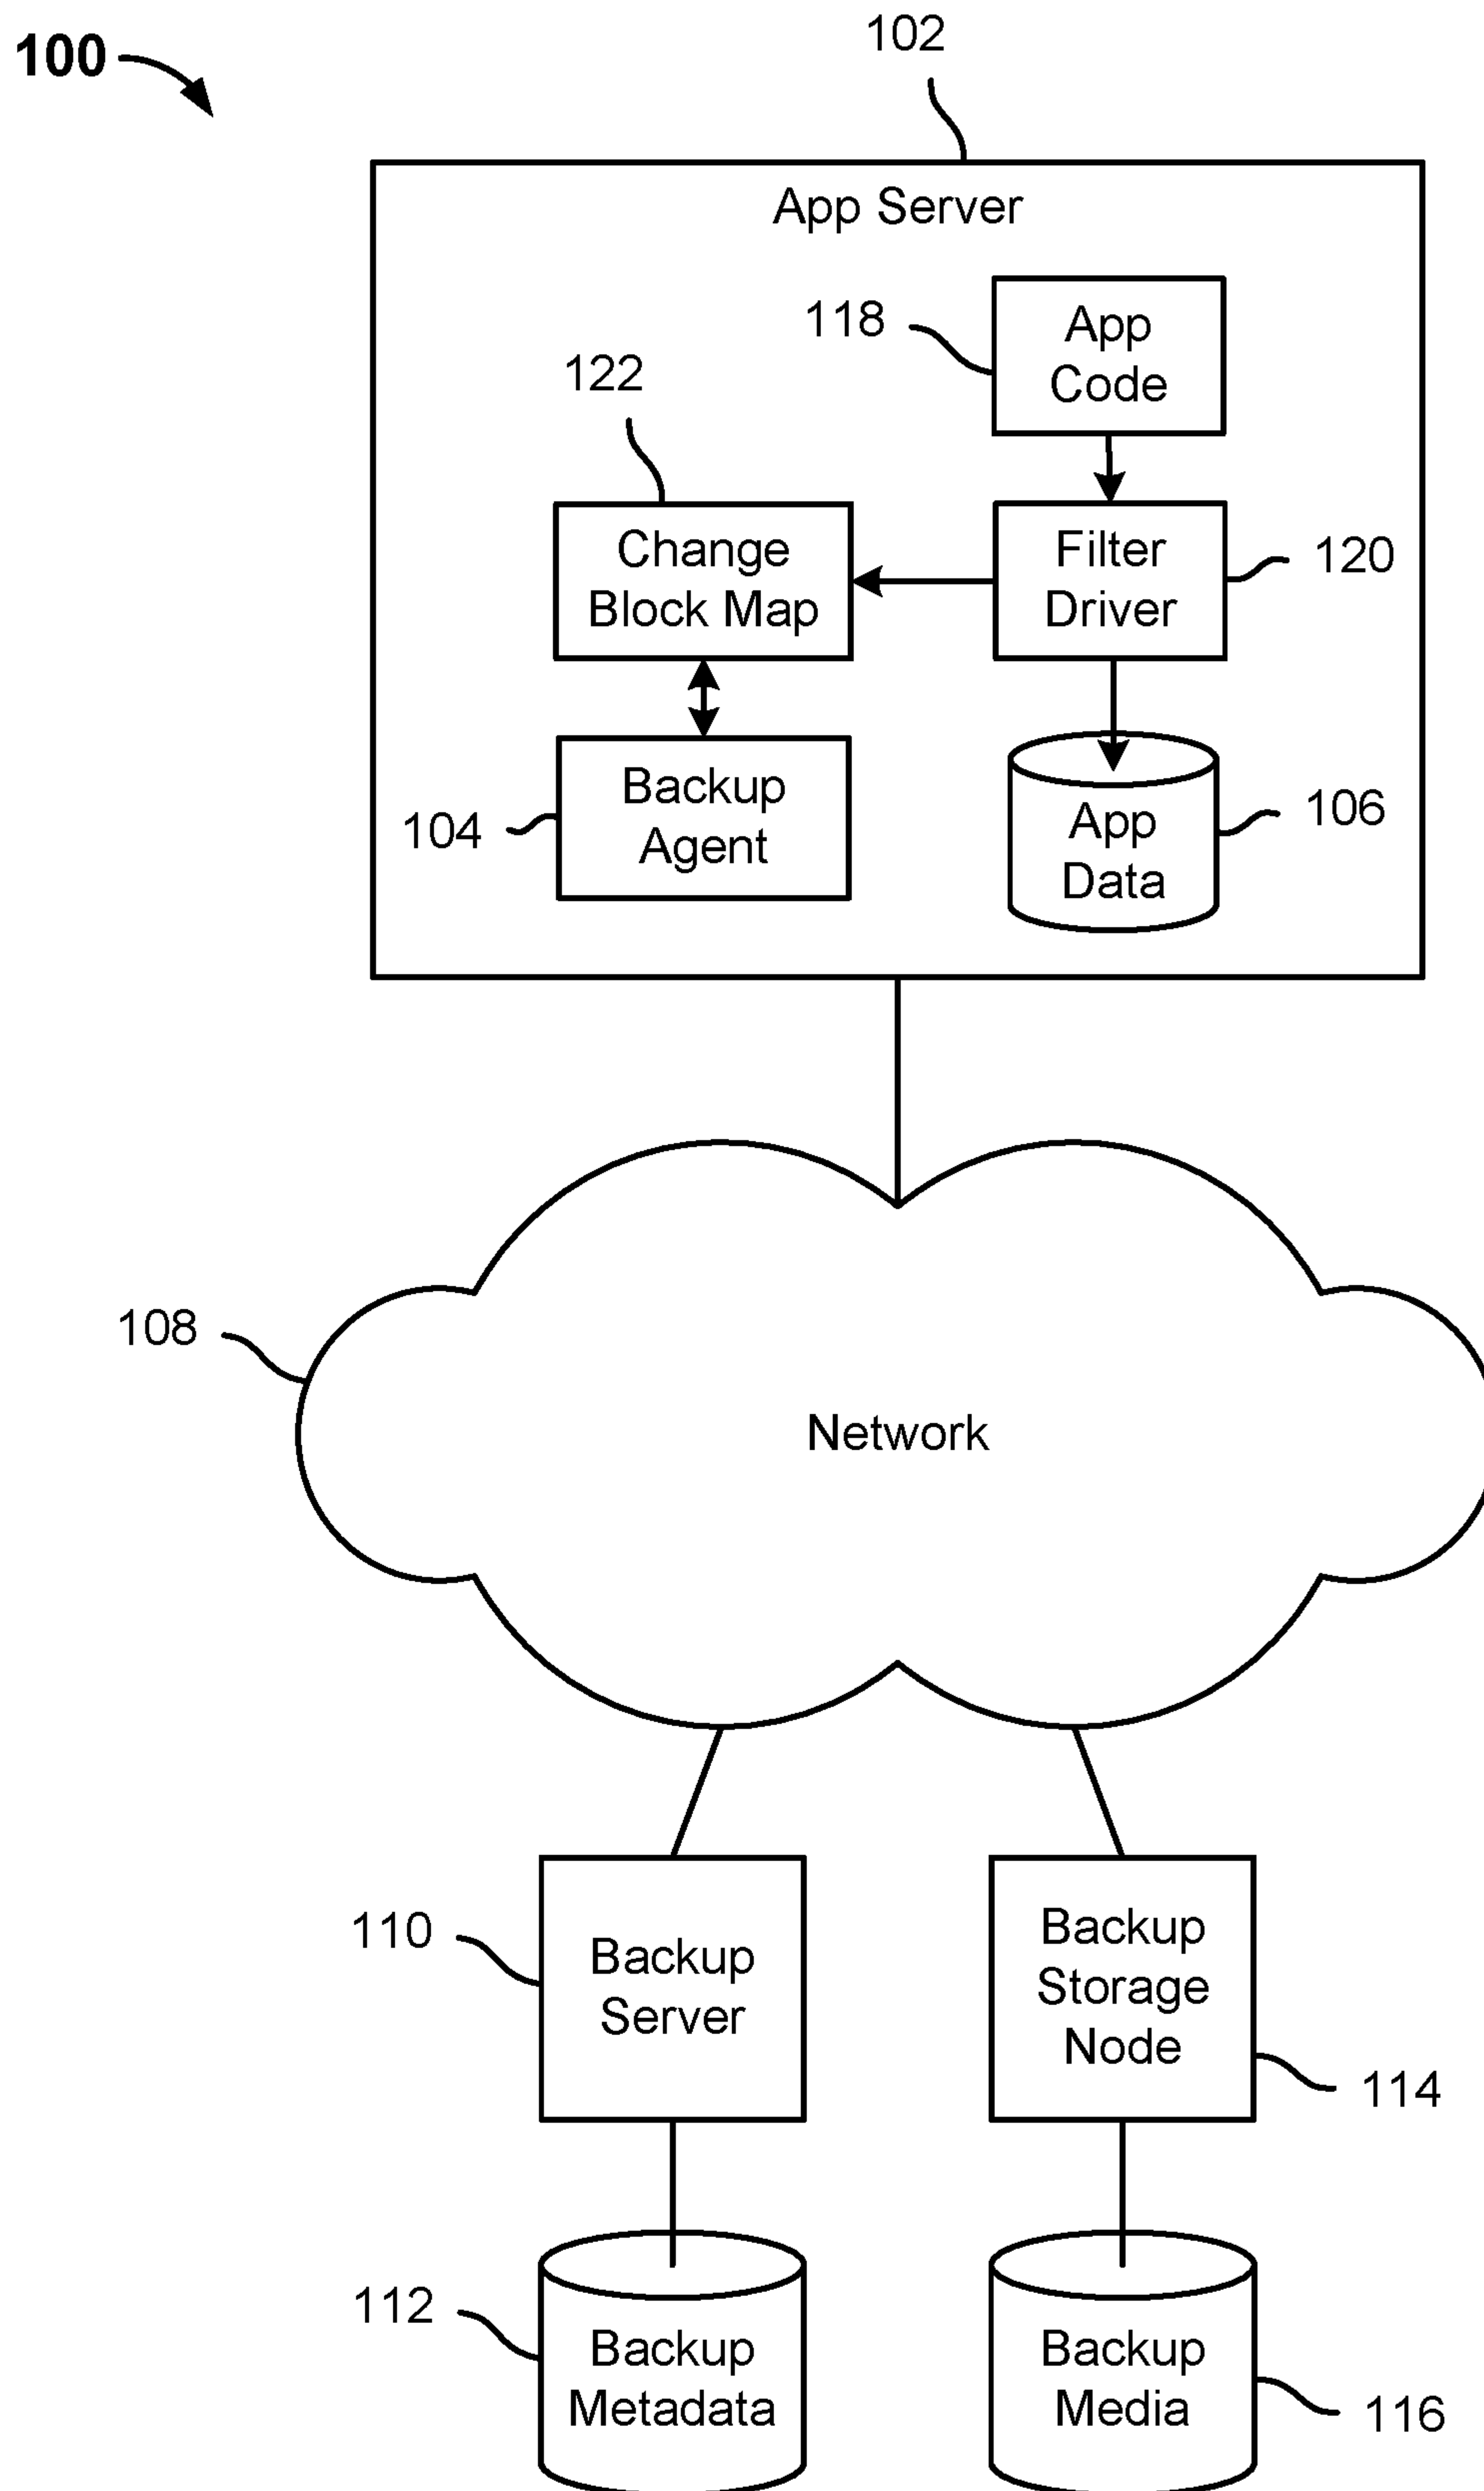 100
102
App Server
118
App
Code
122
Change
Block Map
Filter
Driver
120
104
Backup
Agent
App
Data
106
108
Network
110
Backup
Server
Backup
Storage
Node
114
112
Backup
Metadata
Backup
Media
116